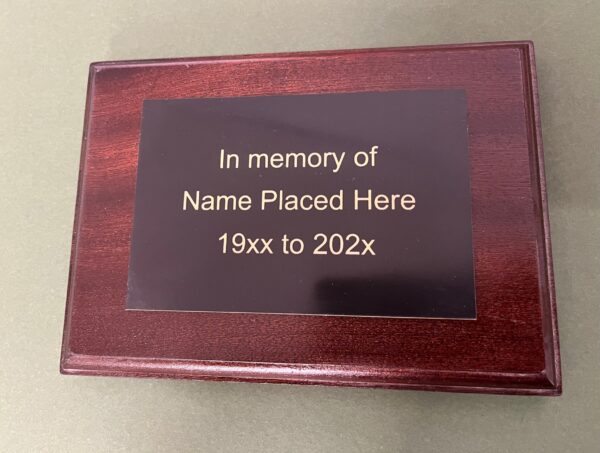 In memory of
Name Placed Here
19xx to 202x